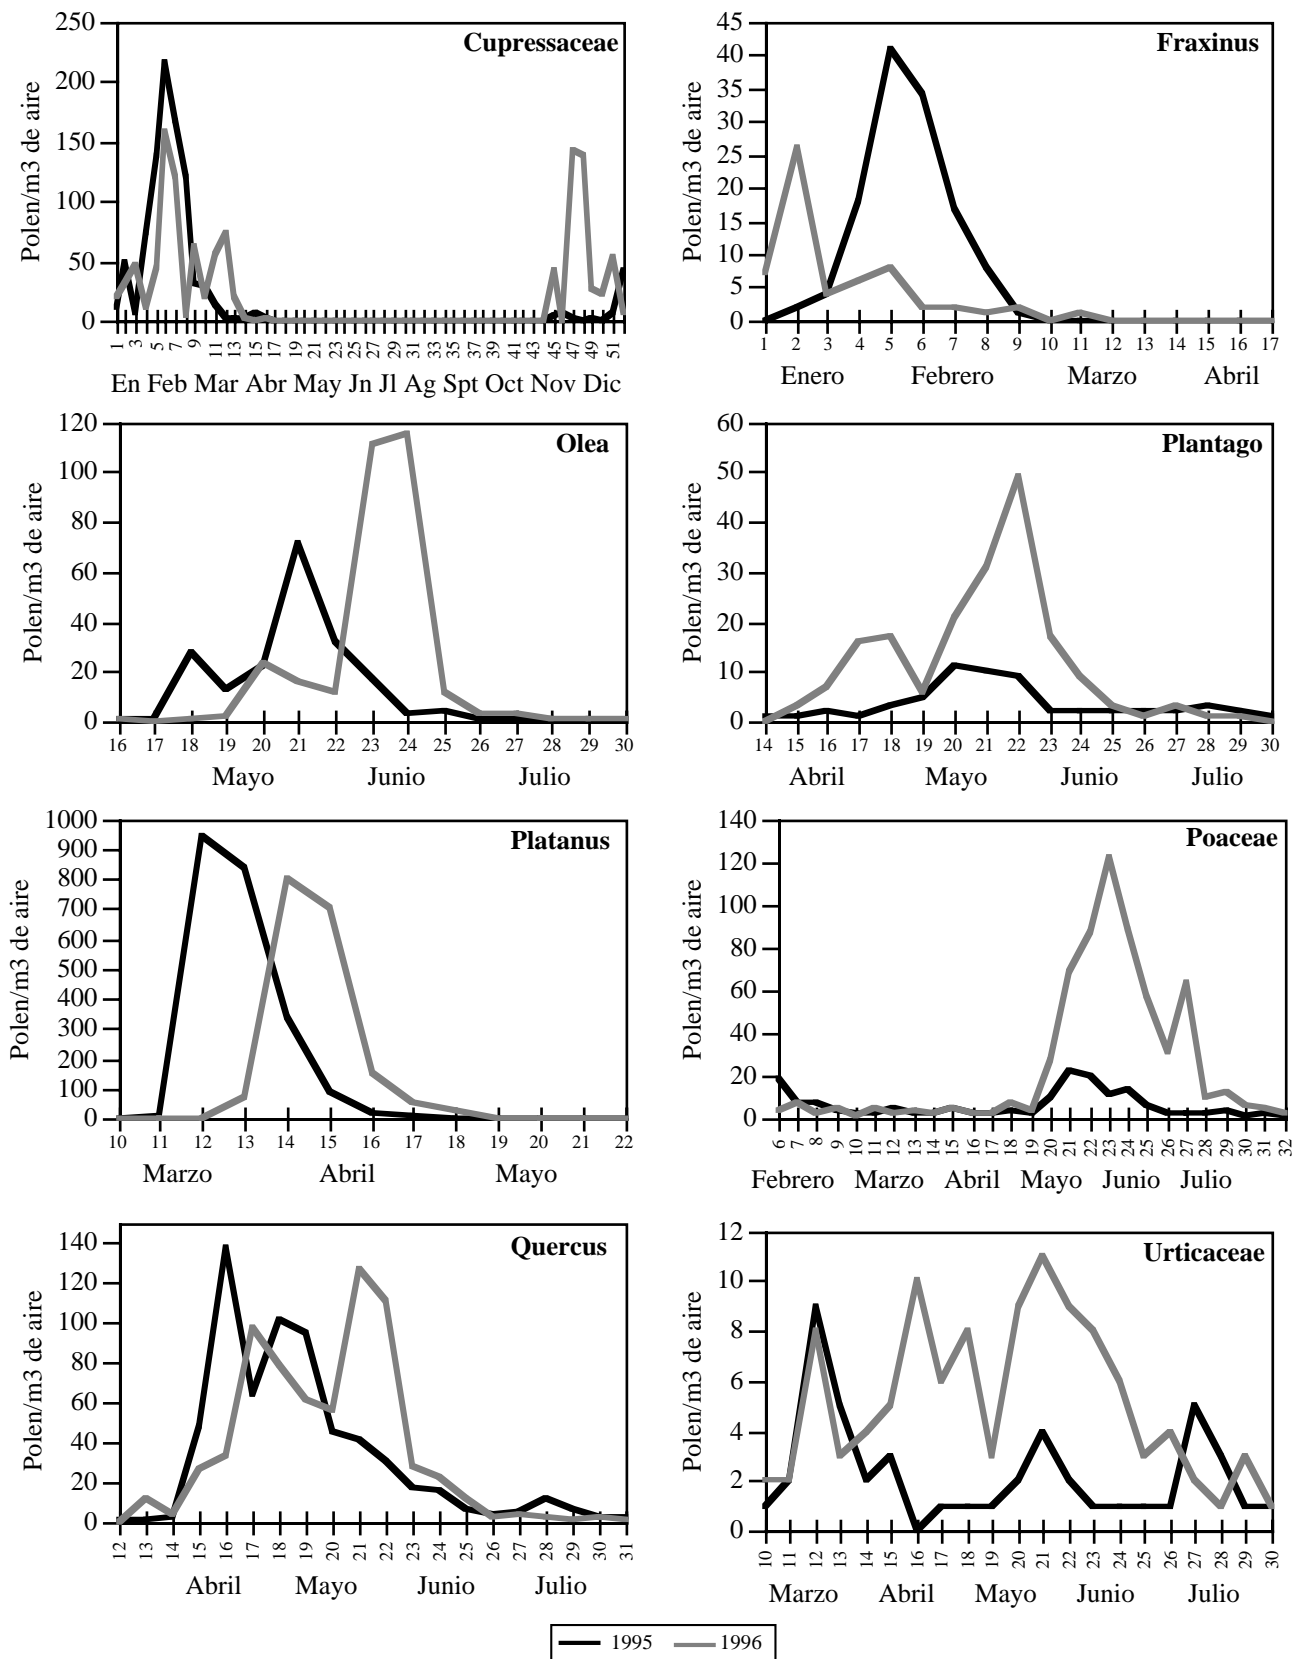 250
200
150
100
50
0
Polen/m3 de aire
Cupressaceae
1 3 5 7 9 11 13 15 17 19 21 23 25 27 29 31 33 35 37 39 41 43 45 47 49 51
En Feb Mar Abr May Jn Jl Ag Spt Oct Nov Dic
45
40
35
30
25
20
15
10
5
0
Polen/m3 de aire
Fraxinus
1 2 3 4 5 6 7 8 9 10 11 12 13 14 15 16 17
Enero Febrero Marzo Abril
120
100
80
60
40
20
0
Polen/m3 de aire
Olea
16 17 18 19 20 21 22 23 24 25 26 27 28 29 30
Mayo Junio Julio
60
50
40
30
20
10
0
Polen/m3 de aire
Plantago
14 15 16 17 18 19 20 21 22 23 24 25 26 27 28 29 30
Abril Mayo Junio Julio
1000
900
800
700
600
500
400
300
200
100
0
Polen/m3 de aire
Platanus
10 11 12 13 14 15 16 17 18 19 20 21 22
Marzo Abril Mayo
140
120
100
80
60
40
20
0
Polen/m3 de aire
Poaceae
6 7 8 9 10 11 12 13 14 15 16 17 18 19 20 21 22 23 24 25 26 27 28 29 30 31 32
Febrero Marzo Abril Mayo Junio Julio
140
120
100
80
60
40
20
0
Polen/m3 de aire
Quercus
12 13 14 15 16 17 18 19 20 21 22 23 24 25 26 27 28 29 30 31
Abril Mayo Junio Julio
12
10
8
6
4
2
0
Polen/m3 de aire
Urticaceae
10 11 12 13 14 15 16 17 18 19 20 21 22 23 24 25 26 27 28 29 30
Marzo Abril Mayo Junio Julio
1995 1996